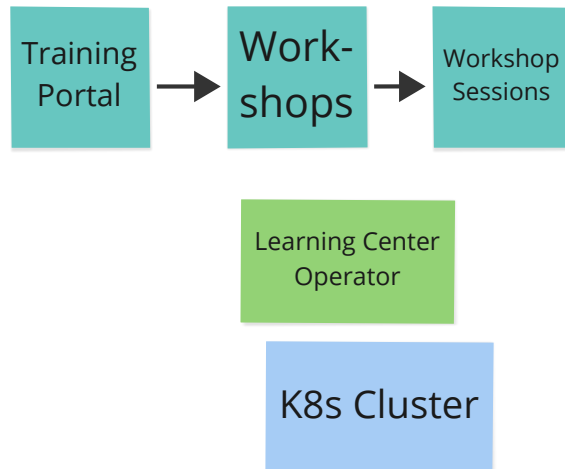 Training
Portal
Work-
shops
Workshop
Sessions
Learning Center
Operator
K8s Cluster